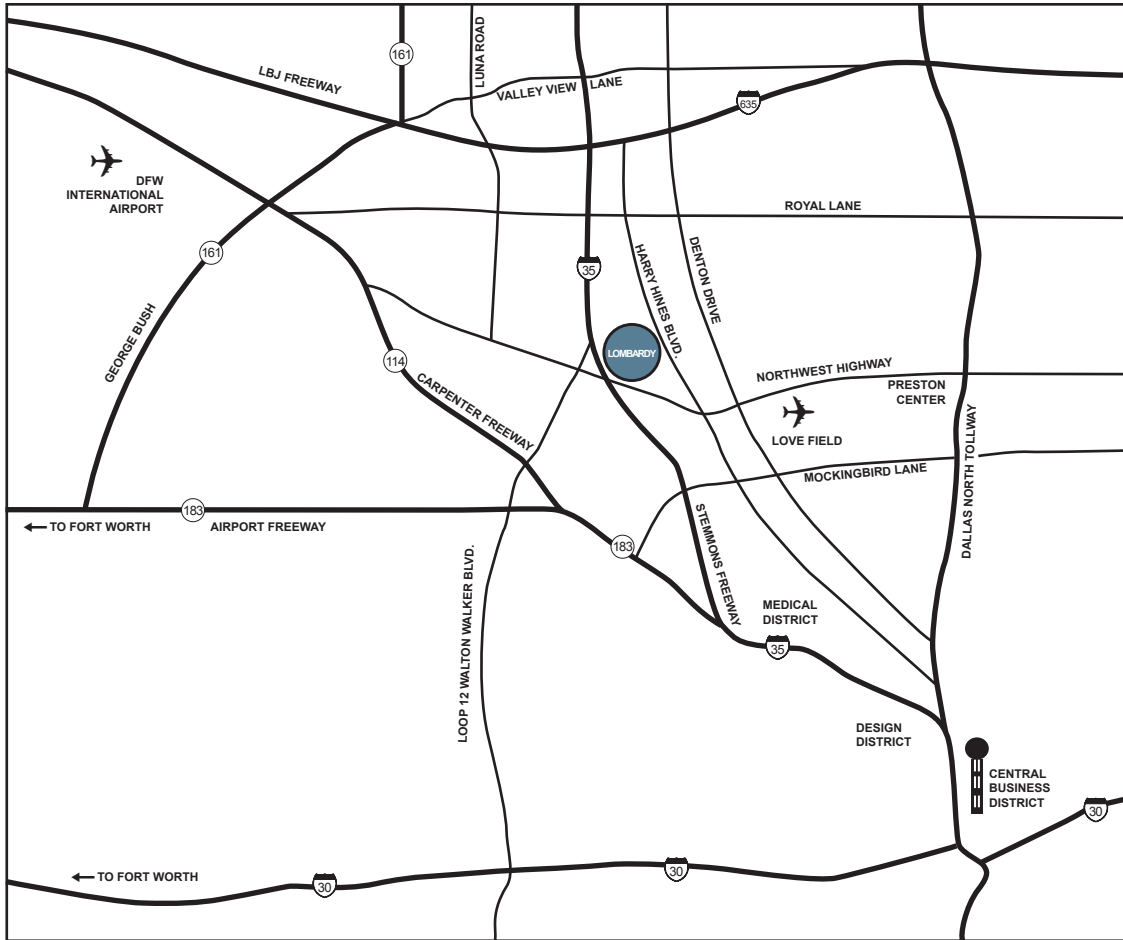 161
LUNA ROAD
LBJ FREEWAY
VALLEY VIEW LANE
635
DFW
INTERNATIONAL
AIRPORT
ROYAL LANE
161
35
HARRY HINES BLVD.
DENTON DRIVE
GEORGE BUSH
LOMBARDY
114
NORTHWEST HIGHWAY
CARPENTER FREEWAY
PRESTON
CENTER
LOVE FIELD
DALLAS NORTH TOLLWAY
MOCKINGBIRD LANE
183
TO FORT WORTH
AIRPORT FREEWAY
STEMMONS FREEWAY
183
LOOP 12 WALTON WALKER BLVD.
MEDICAL
DISTRICT
35
DESIGN
DISTRICT
CENTRAL
BUSINESS
DISTRICT
30
TO FORT WORTH
30
30